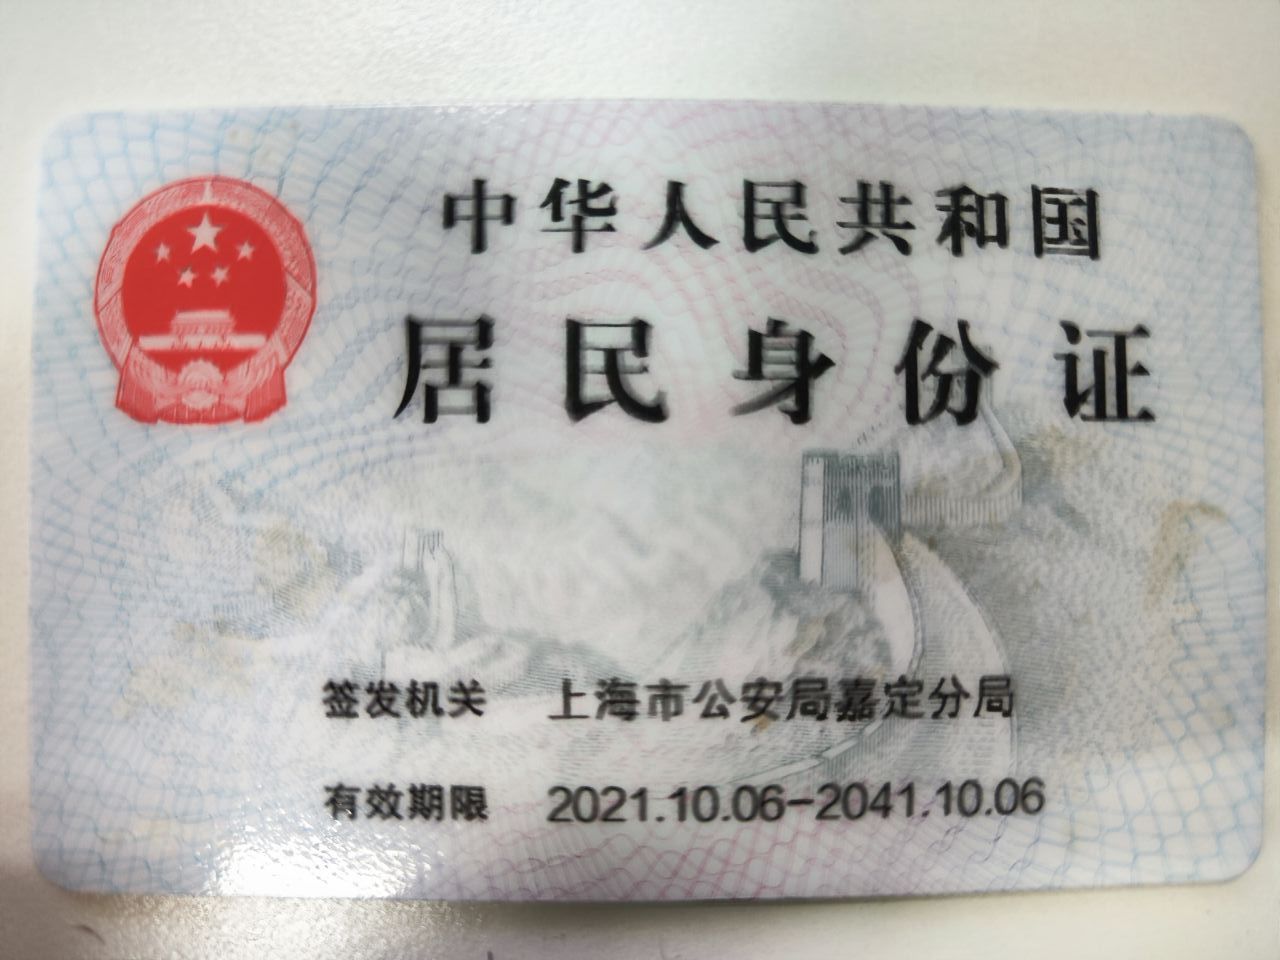 中华人民共和国
居民身份证
签发机关 上海市公安局嘉定分局
有效期限 2021.10.06-2041.10.06